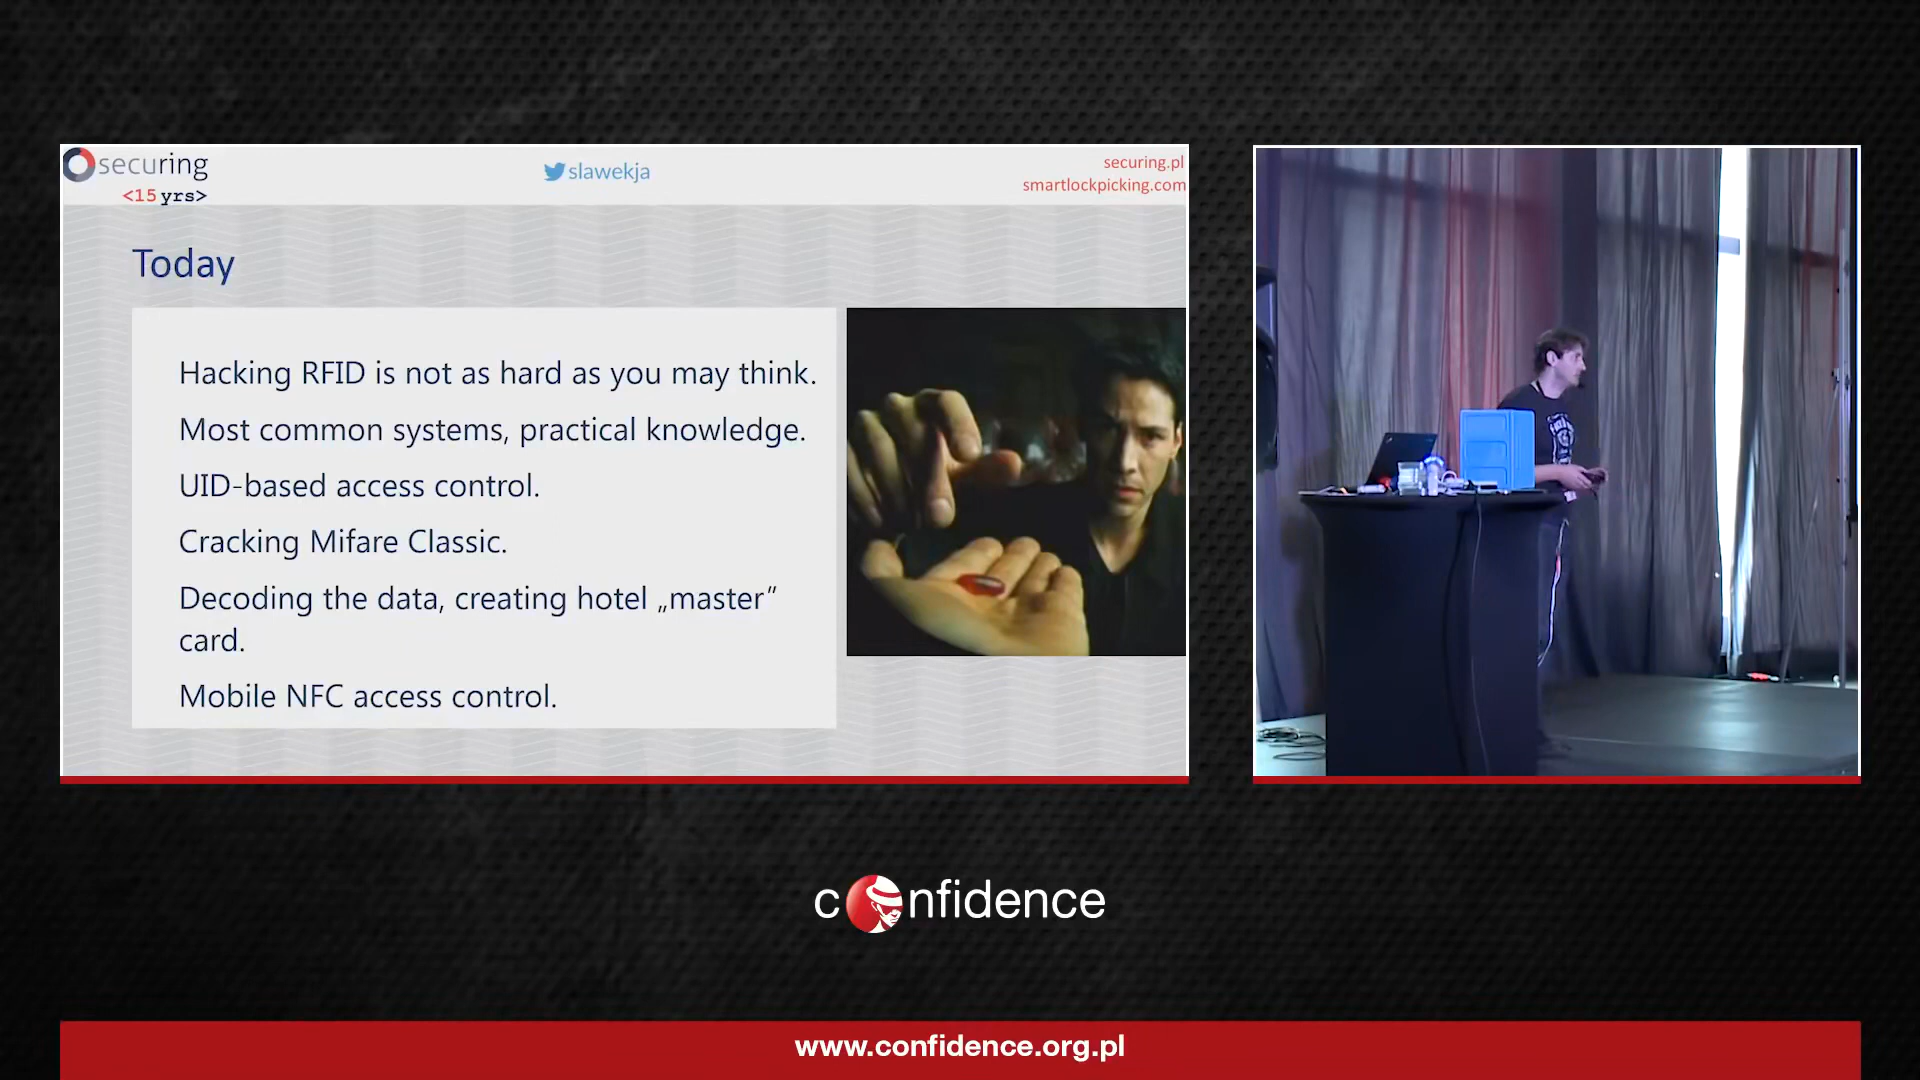 securing
<15 yrs>
slawekja
securing.pl
smartlockpicking.com
Today
Hacking RFID is not as hard as you may think.
Most common systems, practical knowledge.
UID-based access control.
Cracking Mifare Classic.
Decoding the data, creating hotel „master”
card.
Mobile NFC access control.
confidence
www.confidence.org.pl